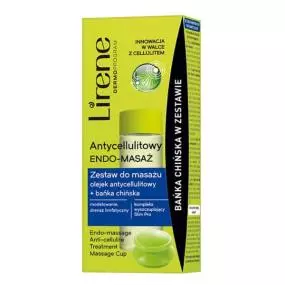 Lirene
DERMOPROGRAM
INNOWACJA
W WALCE
Z CELLULITEM
Antycellulitowy
ENDO-MASAŻ
Zestaw do masażu
olejek antycellulitowy
+ bańka chińska
modelowanie,
drenaż limfatyczny
kompleks
wyszczuplający
Slim Pro
Endo-massage
Anti-cellulite
Treatment
Massage Cup
BAŃKA CHIŃSKA W ZESTAWIE